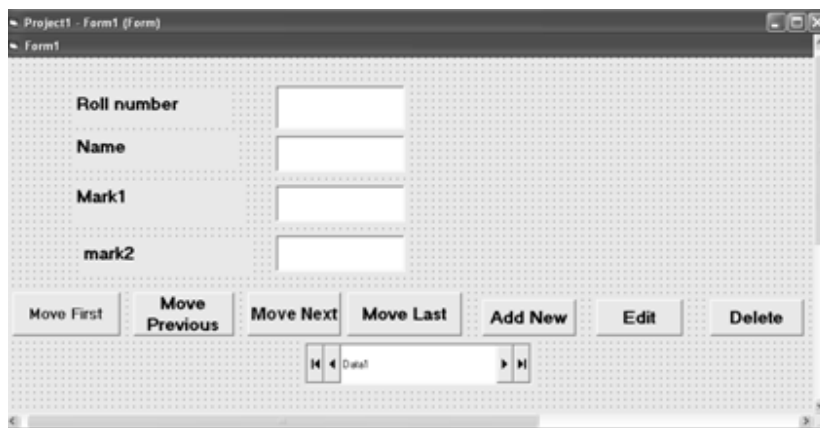 Project1 - Form1 (Form)
Form1
Roll number
Name
Mark1
mark2
Move First
Move Previous
Move Next
Move Last
Add New
Edit
Delete
Data1